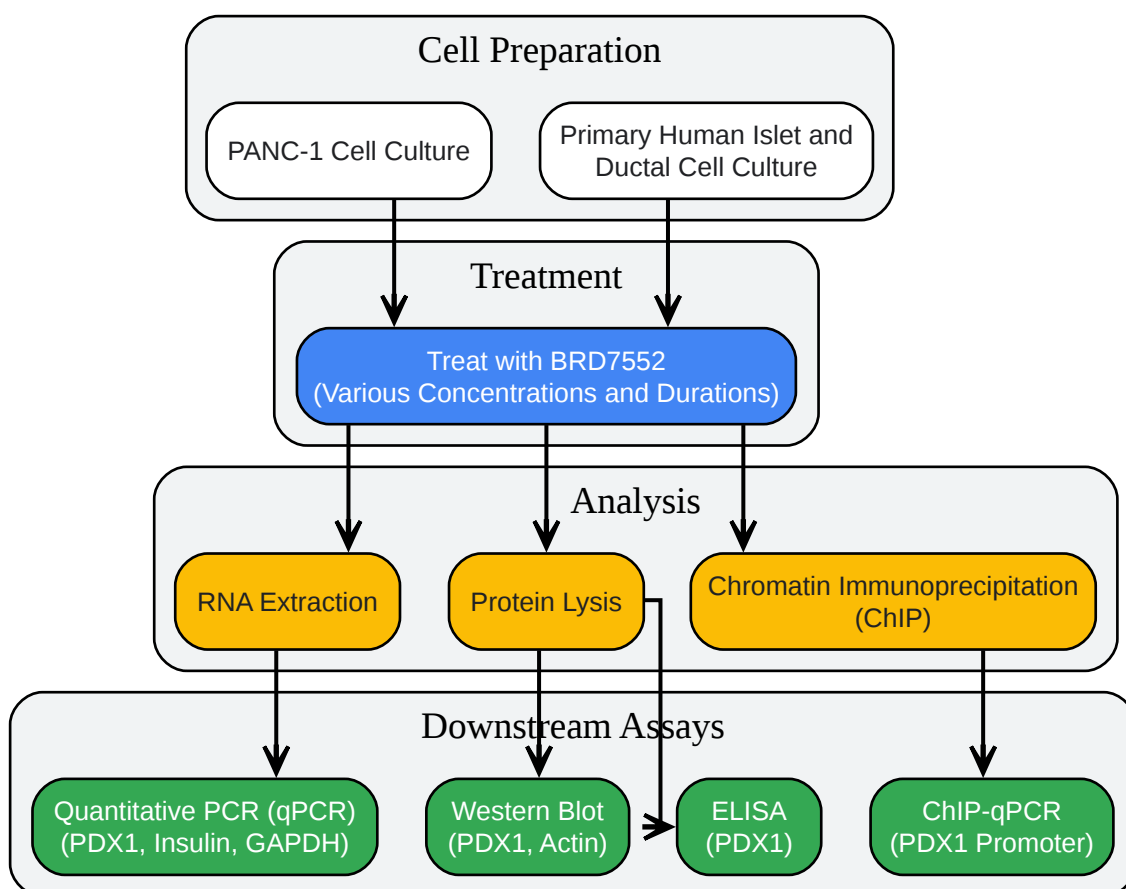 Cell Preparation
PANC-1 Cell Culture
Primary Human Islet and
Ductal Cell Culture
Treatment
Treat with BRD7552
(Various Concentrations and Durations)
Analysis
RNA Extraction
Protein Lysis
Chromatin Immunoprecipitation
(ChIP)
Downstream Assays
Quantitative PCR (qPCR)
(PDX1, Insulin, GAPDH)
Western Blot
(PDX1, Actin)
ELISA
(PDX1)
ChIP-qPCR
(PDX1 Promoter)